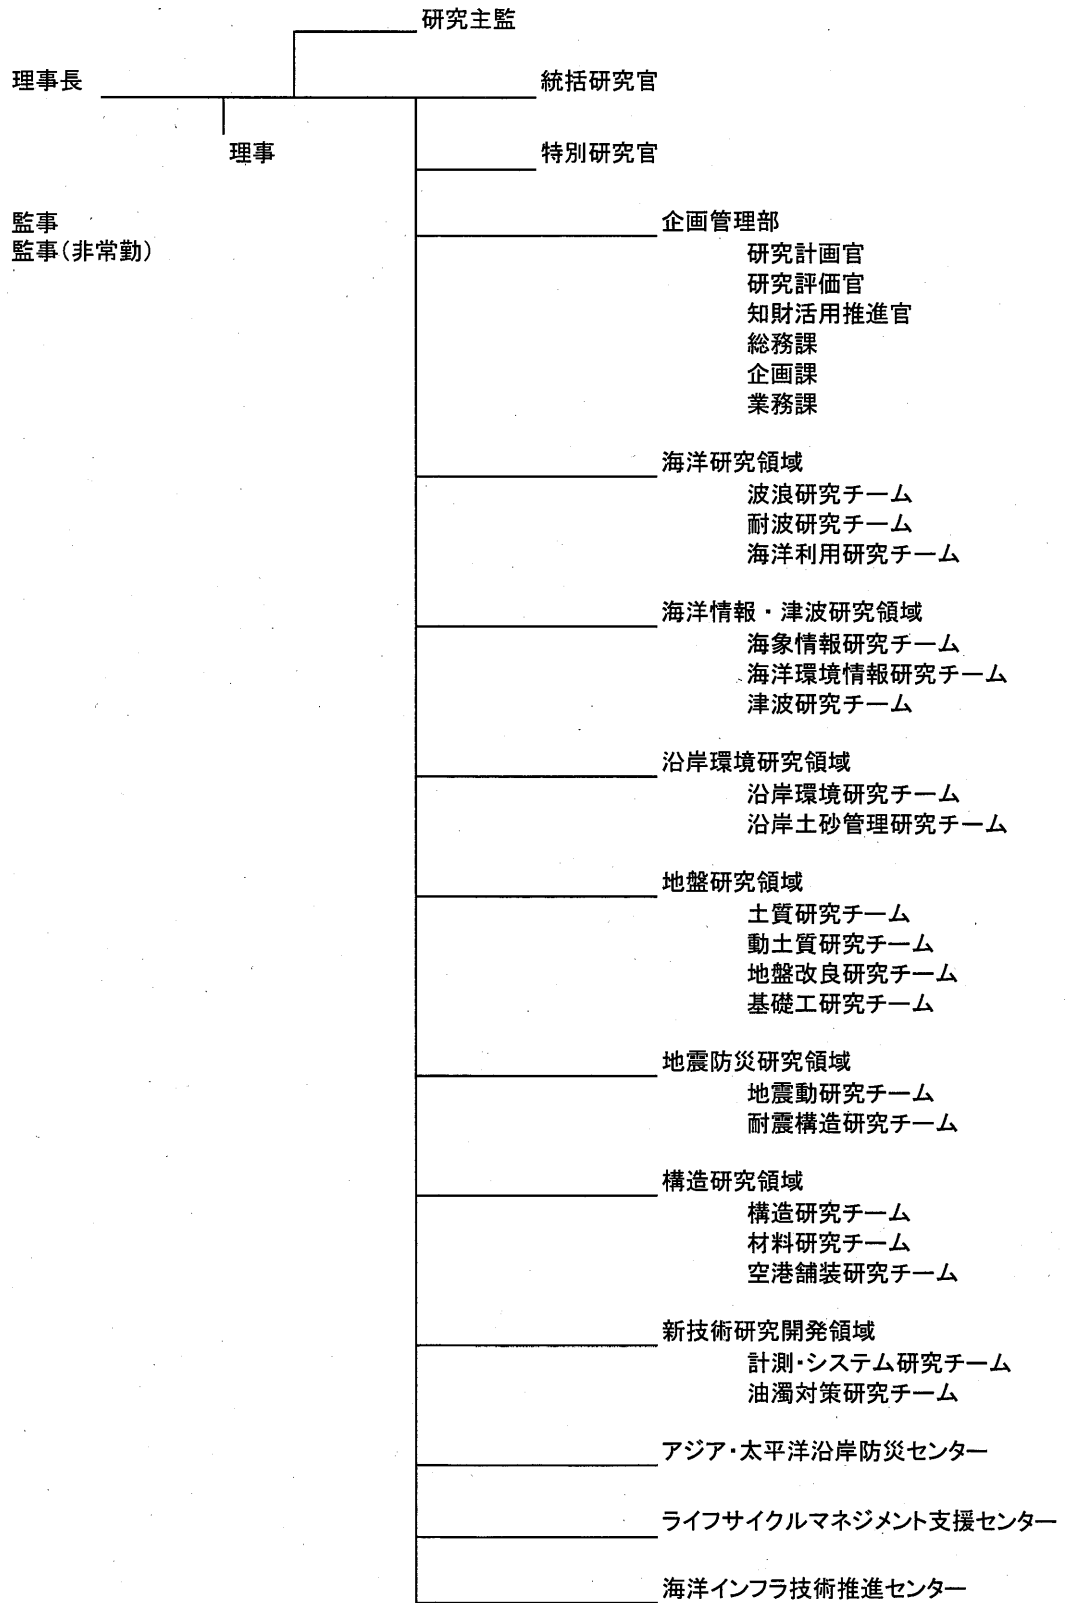 研究主監
理事長
統括研究官
理事
特別研究官
監事
監事(非常勤)
企画管理部
研究計画官
研究評価官
知財活用推進官
総務課
企画課
業務課
海洋研究領域
波浪研究チーム
耐波研究チーム
海洋利用研究チーム
海洋情報・津波研究領域
海象情報研究チーム
海洋環境情報研究チーム
津波研究チーム
沿岸環境研究領域
沿岸環境研究チーム
沿岸土砂管理研究チーム
地盤研究領域
土質研究チーム
動土質研究チーム
地盤改良研究チーム
基礎工研究チーム
地震防災研究領域
地震動研究チーム
耐震構造研究チーム
構造研究領域
構造研究チーム
材料研究チーム
空港舗装研究チーム
新技術研究開発領域
計測・システム研究チーム
油濁対策研究チーム
アジア・太平洋沿岸防災センター
ライフサイクルマネジメント支援センター
海洋インフラ技術推進センター